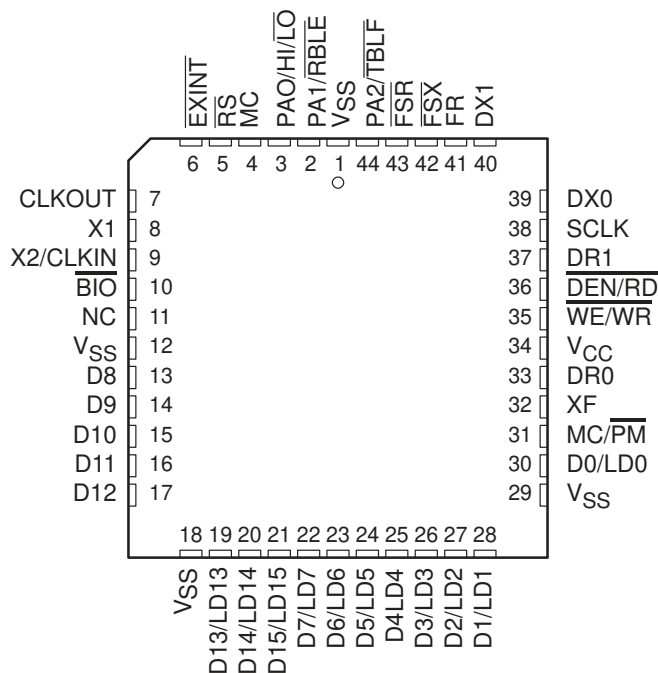 EXINT
RS
MC
PAO/HI/LO
PA1/RBLE
VSS
PA2/TBLF
FSR
FSX
FR
DX1
6 5 4 3 2 1 44 43 42 41 40
CLKOUT 7
X1 8
X2/CLKIN 9
BIO 10
NC 11
VSS 12
D8 13
D9 14
D10 15
D11 16
D12 17
39 DX0
38 SCLK
37 DR1
36 DEN/RD
35 WE/WR
34 VCC
33 DR0
32 XF
31 MC/PM
30 D0/LD0
29 VSS
18 19 20 21 22 23 24 25 26 27 28
VSS
D13/LD13
D14/LD14
D15/LD15
D7/LD7
D6/LD6
D5/LD5
D4LD4
D3/LD3
D2/LD2
D1/LD1